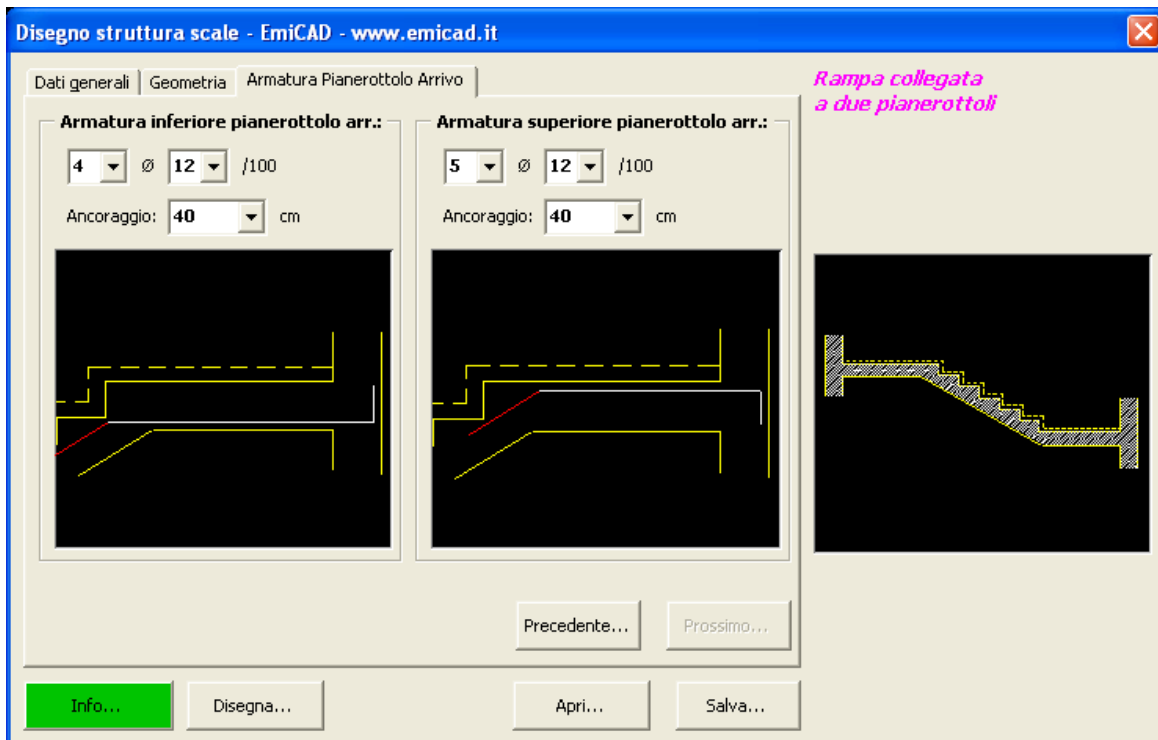 Disegno struttura scale - EmiCAD - www.emicad.it
Dati generali Geometria Armatura Pianerottolo Arrivo
Rampa collegata
a due pianerottoli
Armatura inferiore pianerottolo arr.:
4 Ø 12 /100
Ancoraggio: 40 cm
Armatura superiore pianerottolo arr.:
5 Ø 12 /100
Ancoraggio: 40 cm
Precedente... Prossimo...
Info... Disegna... Apri... Salva...